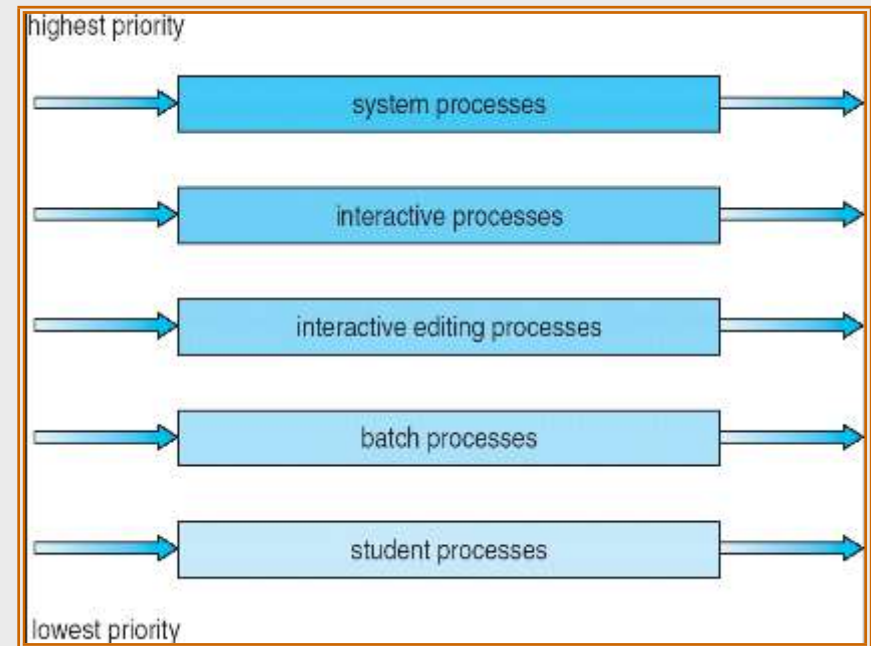 highest priority
system processes
interactive processes
interactive editing processes
batch processes
student processes
lowest priority